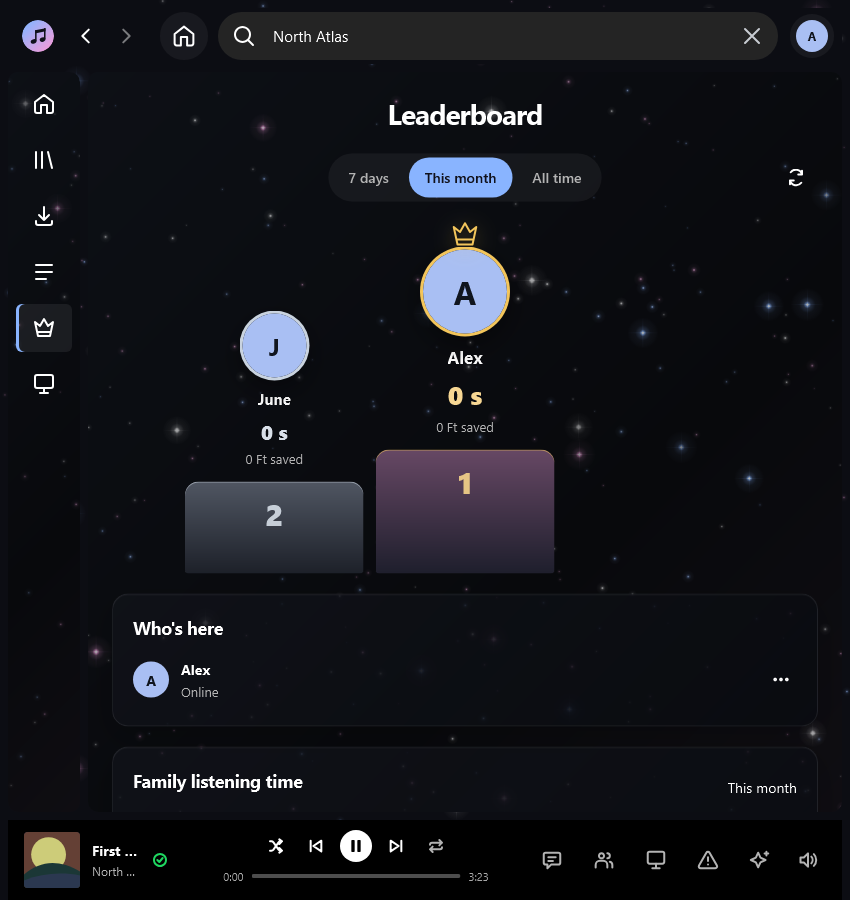 North Atlas
A
Leaderboard
7 days
This month
All time
A
Alex
0 s
0 Ft saved
1
J
June
0 s
0 Ft saved
2
Who's here
A
Alex
Online
Family listening time
This month
First ...
North ...
0:00
3:23